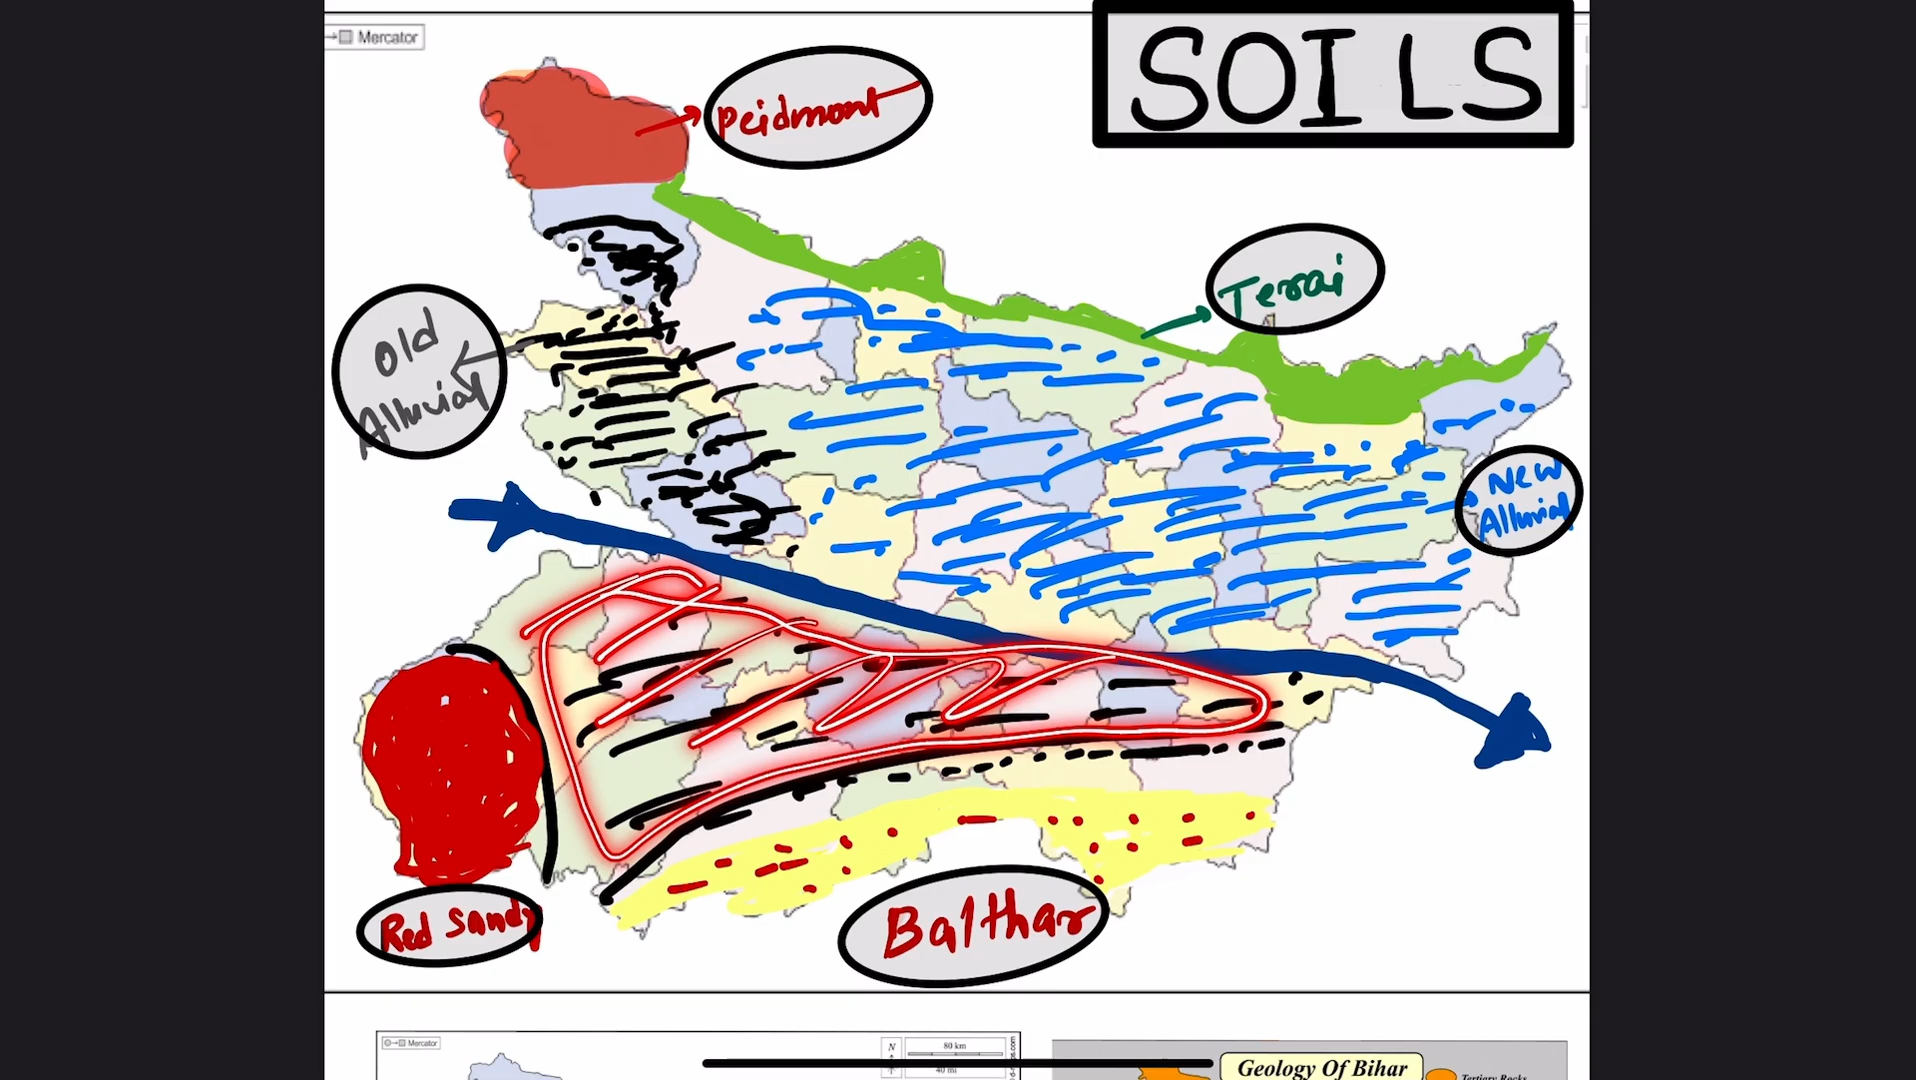 Mercator
SOILS
Peidmont
Terai
Old
Alluvial
New
Alluvial
Red Sandy
Balthar
Mercator
N
80 km
40 mi
Geology Of Bihar
Tertiary Rocks